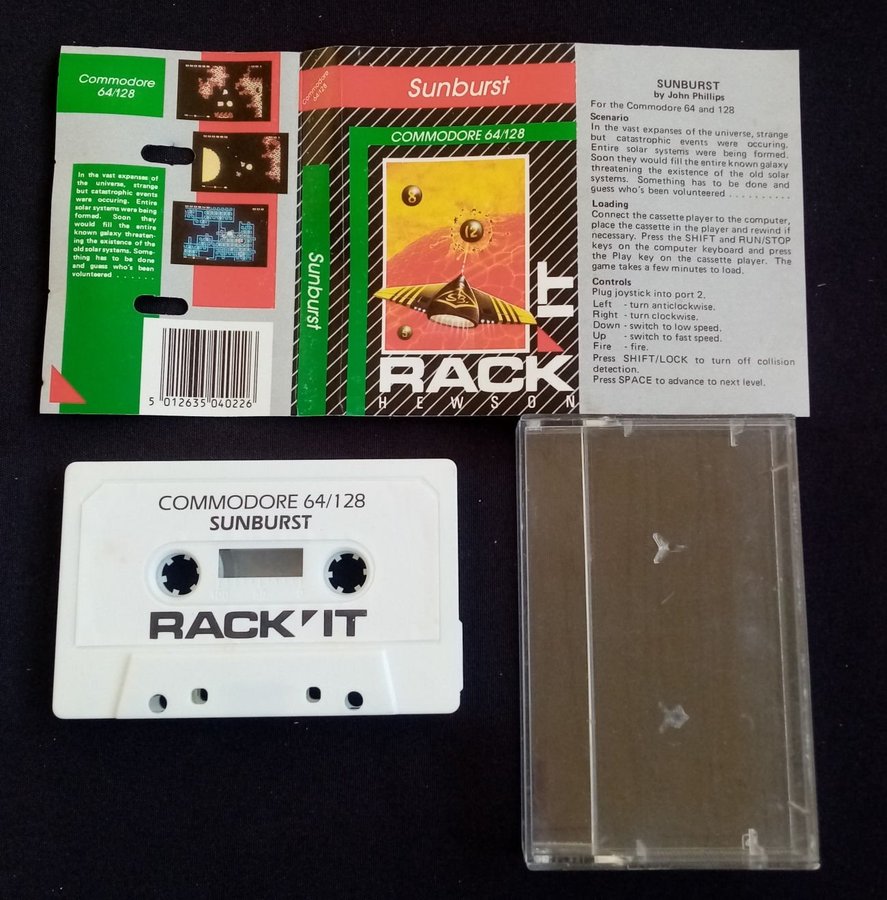 Commodore
64/128
In the vast expanses of
the universe, strange
but catastrophic events
were occuring. Entire
solar systems were being
formed. Soon they
would fill the entire
known galaxy threaten-
ing the existence of the
old solar systems. Some-
thing has to be done
and guess who's been
volunteered . . . . . .
5 012635 040226
Commodore
64/128
Sunburst
Sunburst
COMMODORE 64/128
8
12
RACK IT
HEWSON
SUNBURST
by John Phillips
For the Commodore 64 and 128
Scenario
In the vast expanses of the universe, strange
but catastrophic events were occuring.
Entire solar systems were being formed.
Soon they would fill the entire known galaxy
threatening the existence of the old solar
systems. Something has to be done and
guess who's been volunteered . . . . . . . . . .
Loading
Connect the cassette player to the computer,
place the cassette in the player and rewind if
necessary. Press the SHIFT and RUN/STOP
keys on the computer keyboard and press
the Play key on the cassette player. The
game takes a few minutes to load.
Controls
Plug joystick into port 2.
Left - turn anticlockwise.
Right - turn clockwise.
Down - switch to low speed.
Up - switch to fast speed.
Fire - fire.
Press SHIFT/LOCK to turn off collision
detection.
Press SPACE to advance to next level.
COMMODORE 64/128
SUNBURST
RACK'IT